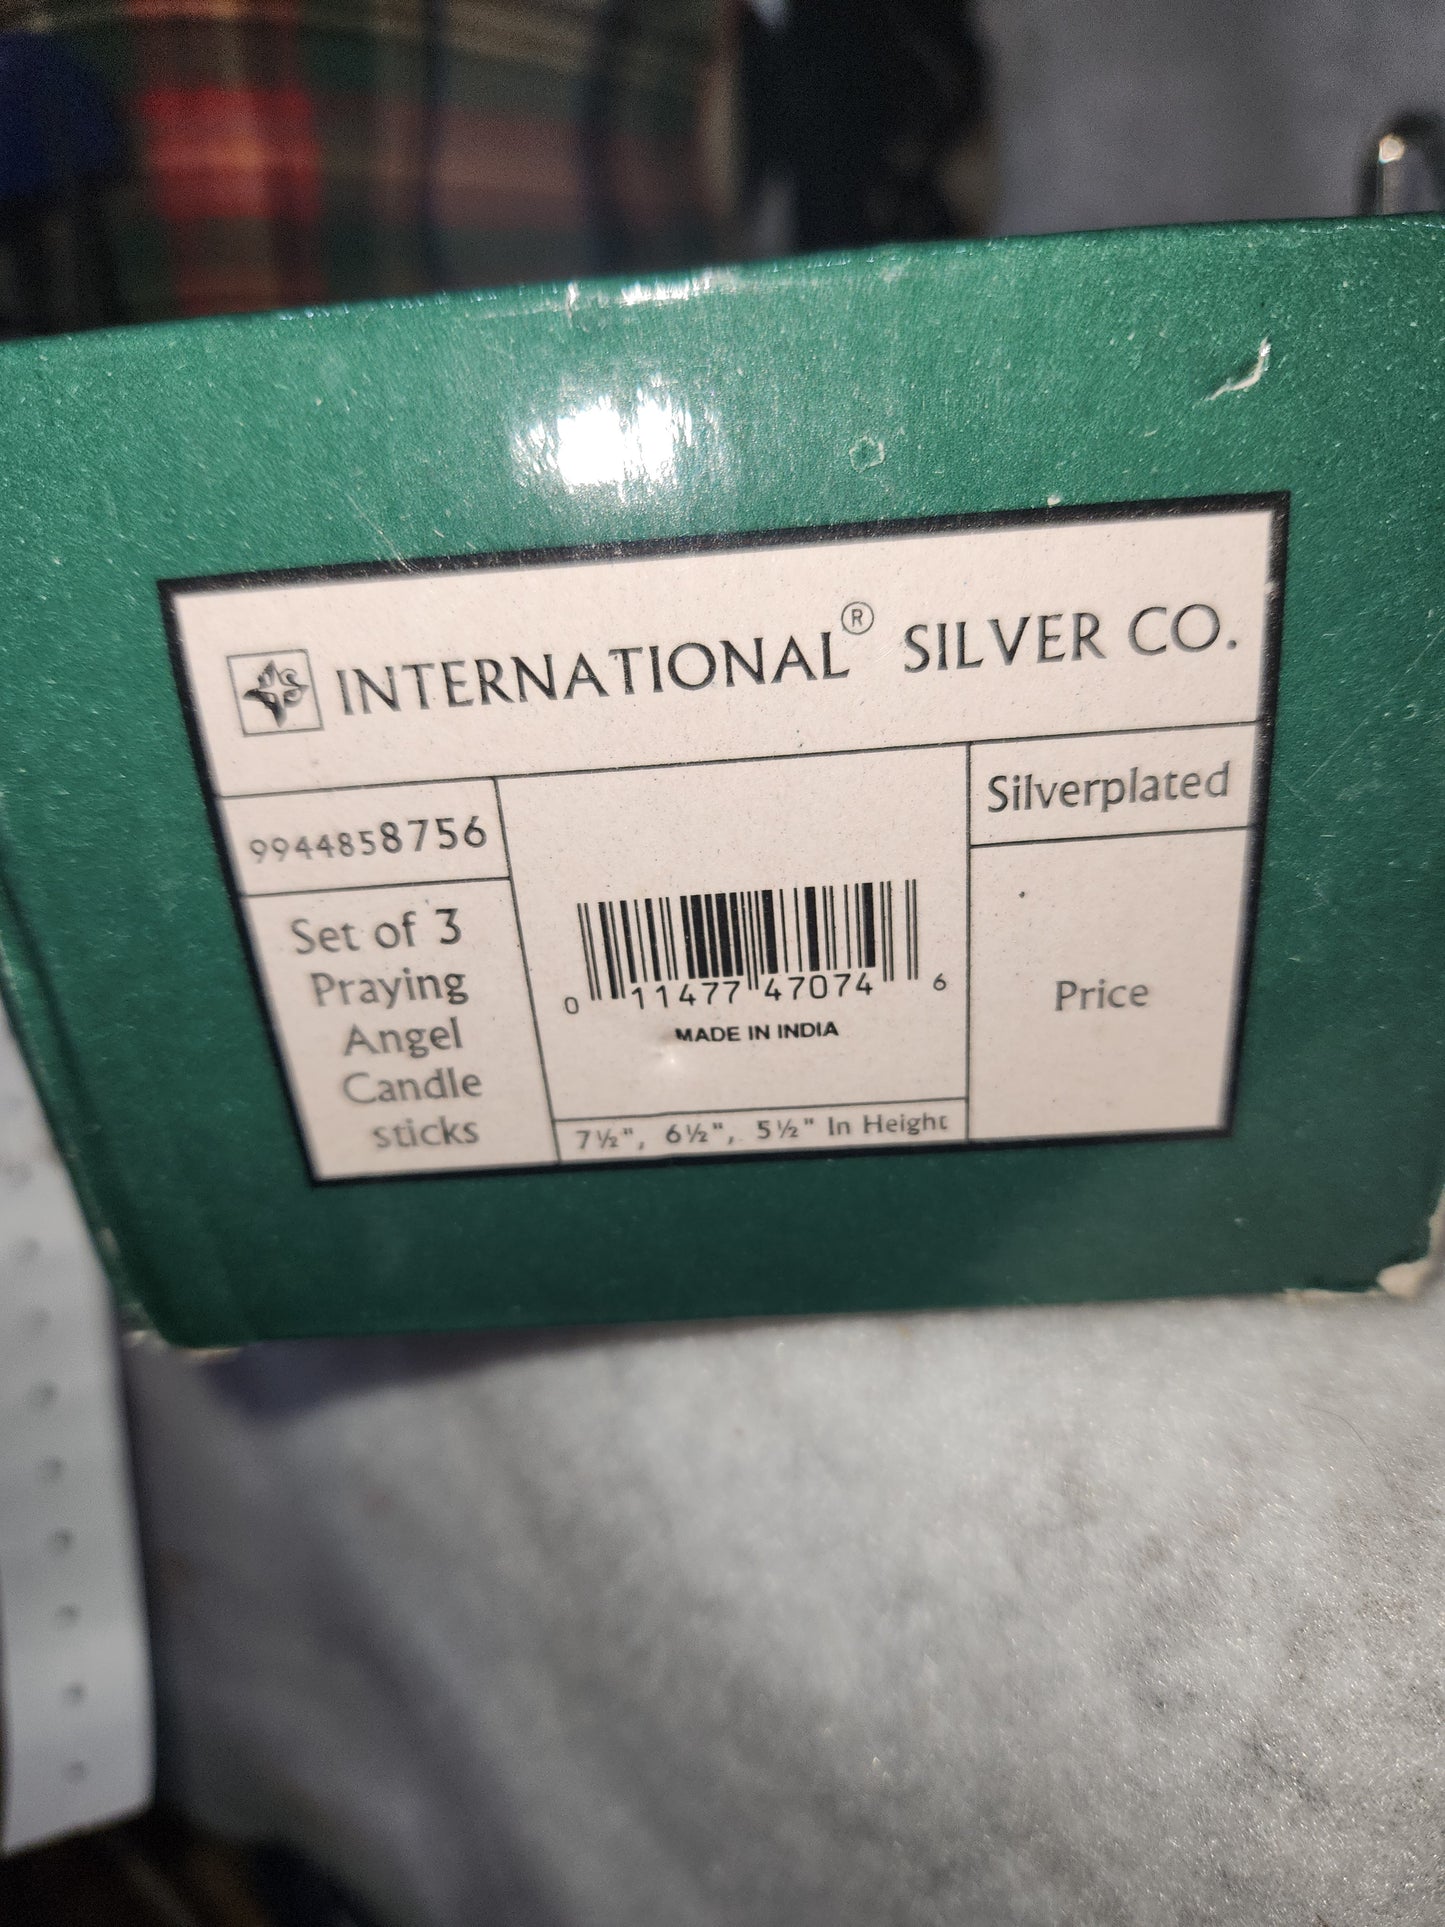 INTERNATIONAL® SILVER CO.
9944858756
Set of 3
Praying
Angel
Candle
sticks
0 11477 47074 6
MADE IN INDIA
7½", 6½", 5½" In Height
Silverplated
Price